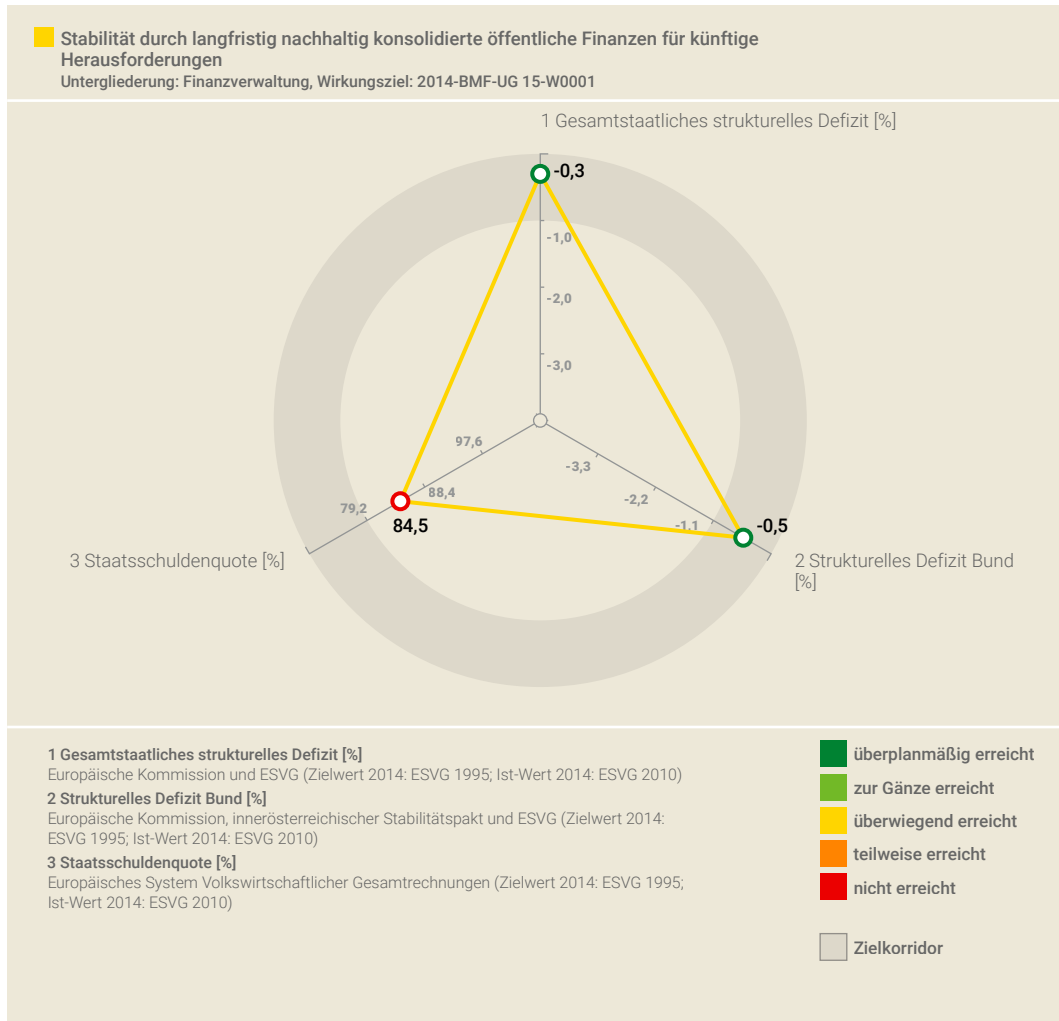 Stabilität durch langfristig nachhaltig konsolidierte öffentliche Finanzen für künftige
Herausforderungen
Untergliederung: Finanzverwaltung, Wirkungsziel: 2014-BMF-UG 15-W0001
1 Gesamtstaatliches strukturelles Defizit [%]
-0,3
-1,0
-2,0
-3,0
97,6
-3,3
88,4
-2,2
79,2
-1,1
84,5
-0,5
3 Staatsschuldenquote [%]
2 Strukturelles Defizit Bund
[%]
1 Gesamtstaatliches strukturelles Defizit [%]
Europäische Kommission und ESVG (Zielwert 2014: ESVG 1995; Ist-Wert 2014: ESVG 2010)
2 Strukturelles Defizit Bund [%]
Europäische Kommission, innerösterreichischer Stabilitätspakt und ESVG (Zielwert 2014:
ESVG 1995; Ist-Wert 2014: ESVG 2010)
3 Staatsschuldenquote [%]
Europäisches System Volkswirtschaftlicher Gesamtrechnungen (Zielwert 2014: ESVG 1995;
Ist-Wert 2014: ESVG 2010)
überplanmäßig erreicht
zur Gänze erreicht
überwiegend erreicht
teilweise erreicht
nicht erreicht
Zielkorridor